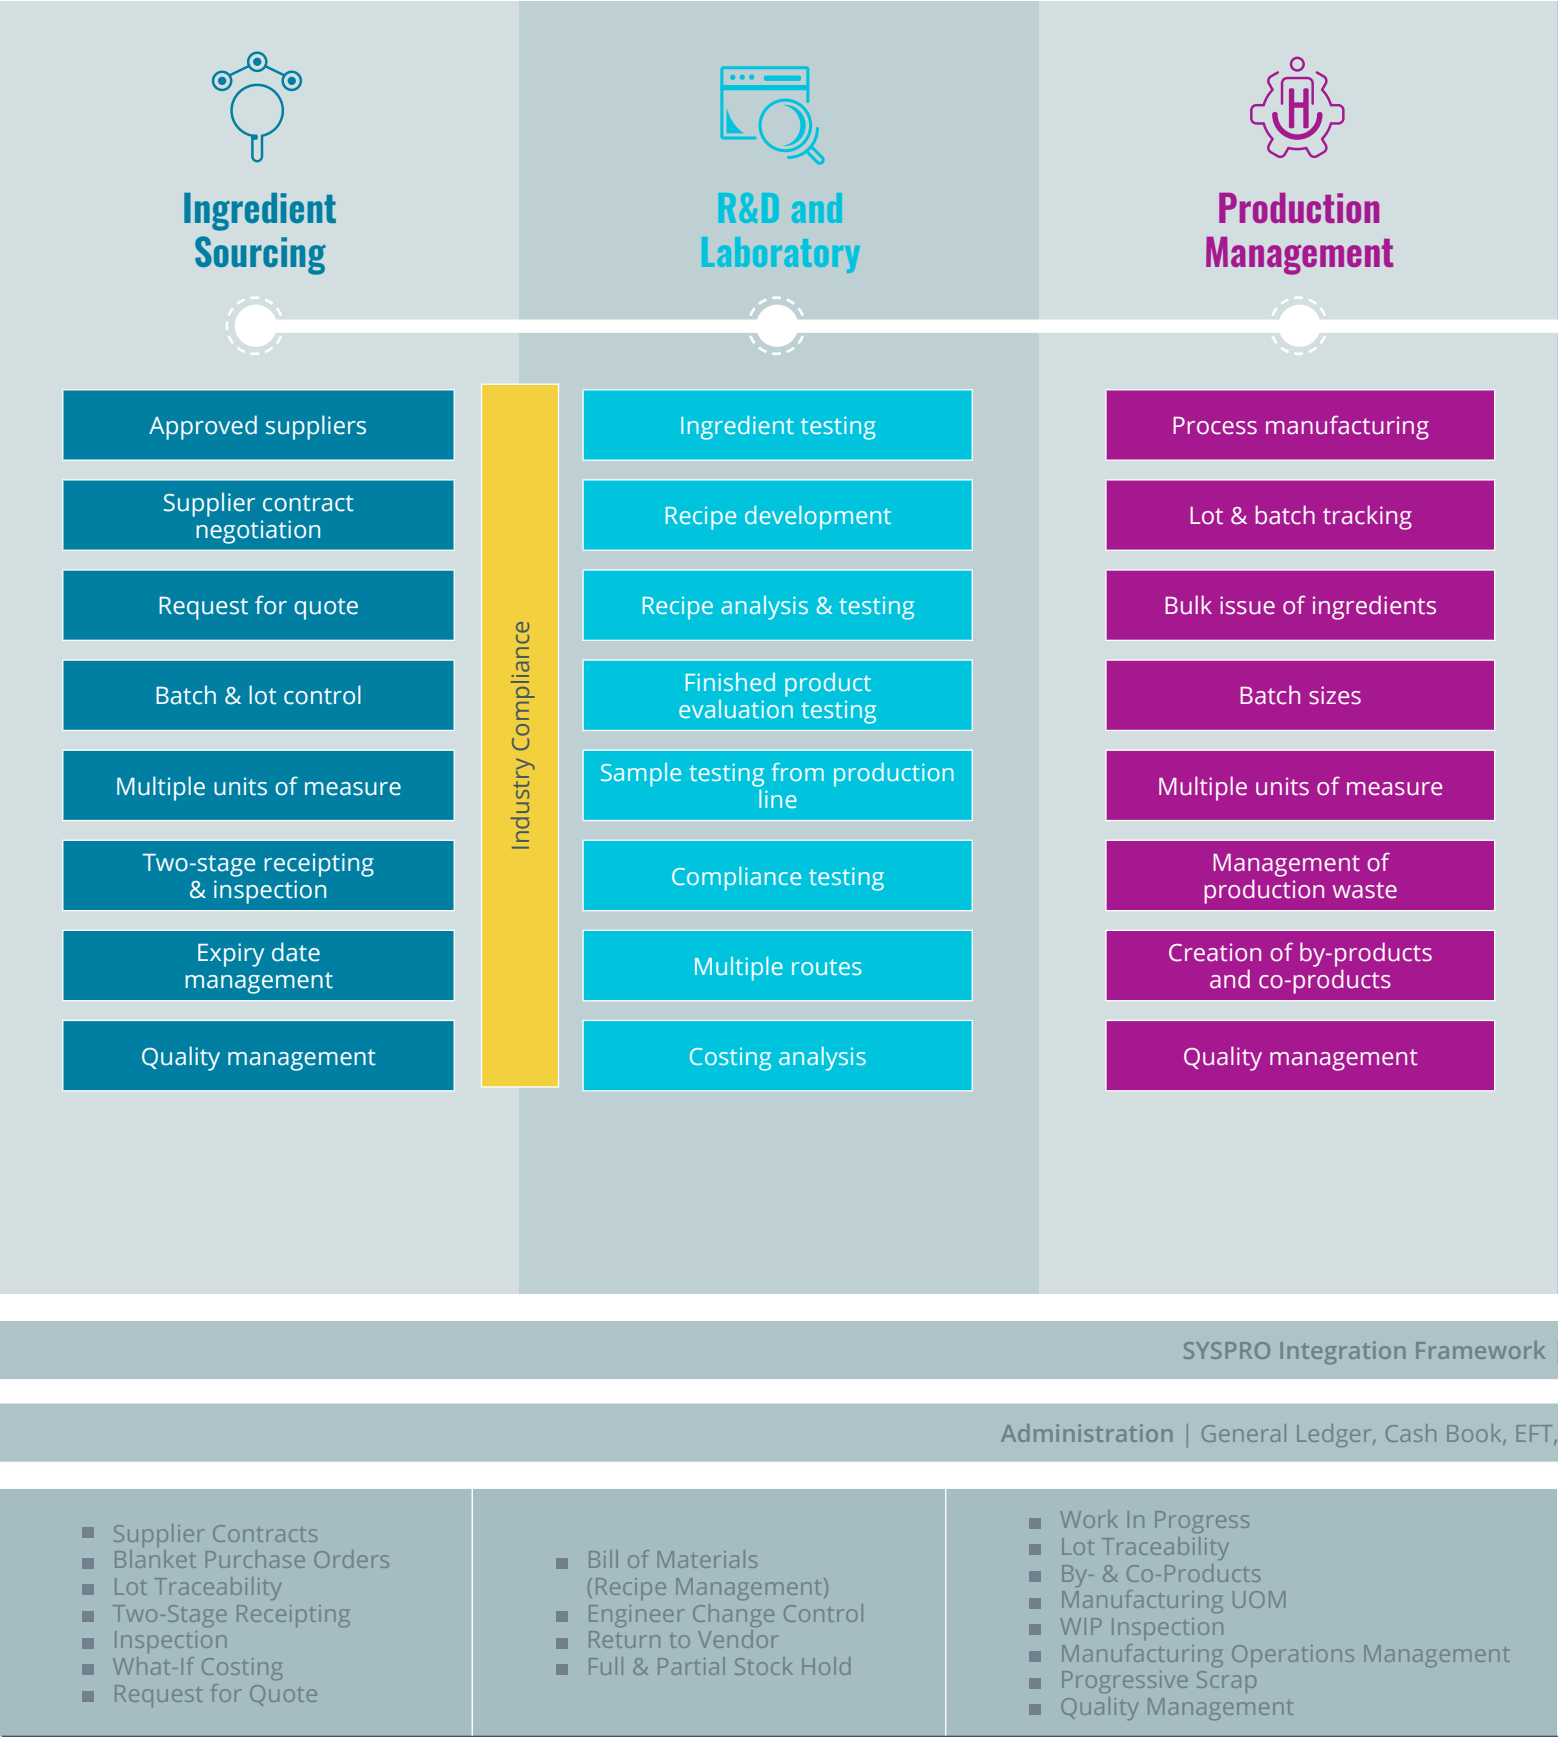 Ingredient
Sourcing
Approved suppliers
Supplier contract
negotiation
Request for quote
Batch & lot control
Multiple units of measure
Two-stage receipting
& inspection
Expiry date
management
Quality management
Industry Compliance
R&D and
Laboratory
Ingredient testing
Recipe development
Recipe analysis & testing
Finished product
evaluation testing
Sample testing from production
line
Compliance testing
Multiple routes
Costing analysis
Production
Management
Process manufacturing
Lot & batch tracking
Bulk issue of ingredients
Batch sizes
Multiple units of measure
Management of
production waste
Creation of by-products
and co-products
Quality management
SYSPRO Integration Framework
Administration | General Ledger, Cash Book, EFT,
Supplier Contracts
Blanket Purchase Orders
Lot Traceability
Two-Stage Receipting
Inspection
What-If Costing
Request for Quote
Bill of Materials
(Recipe Management)
Engineer Change Control
Return to Vendor
Full & Partial Stock Hold
Work In Progress
Lot Traceability
By- & Co-Products
Manufacturing UOM
WIP Inspection
Manufacturing Operations Management
Progressive Scrap
Quality Management